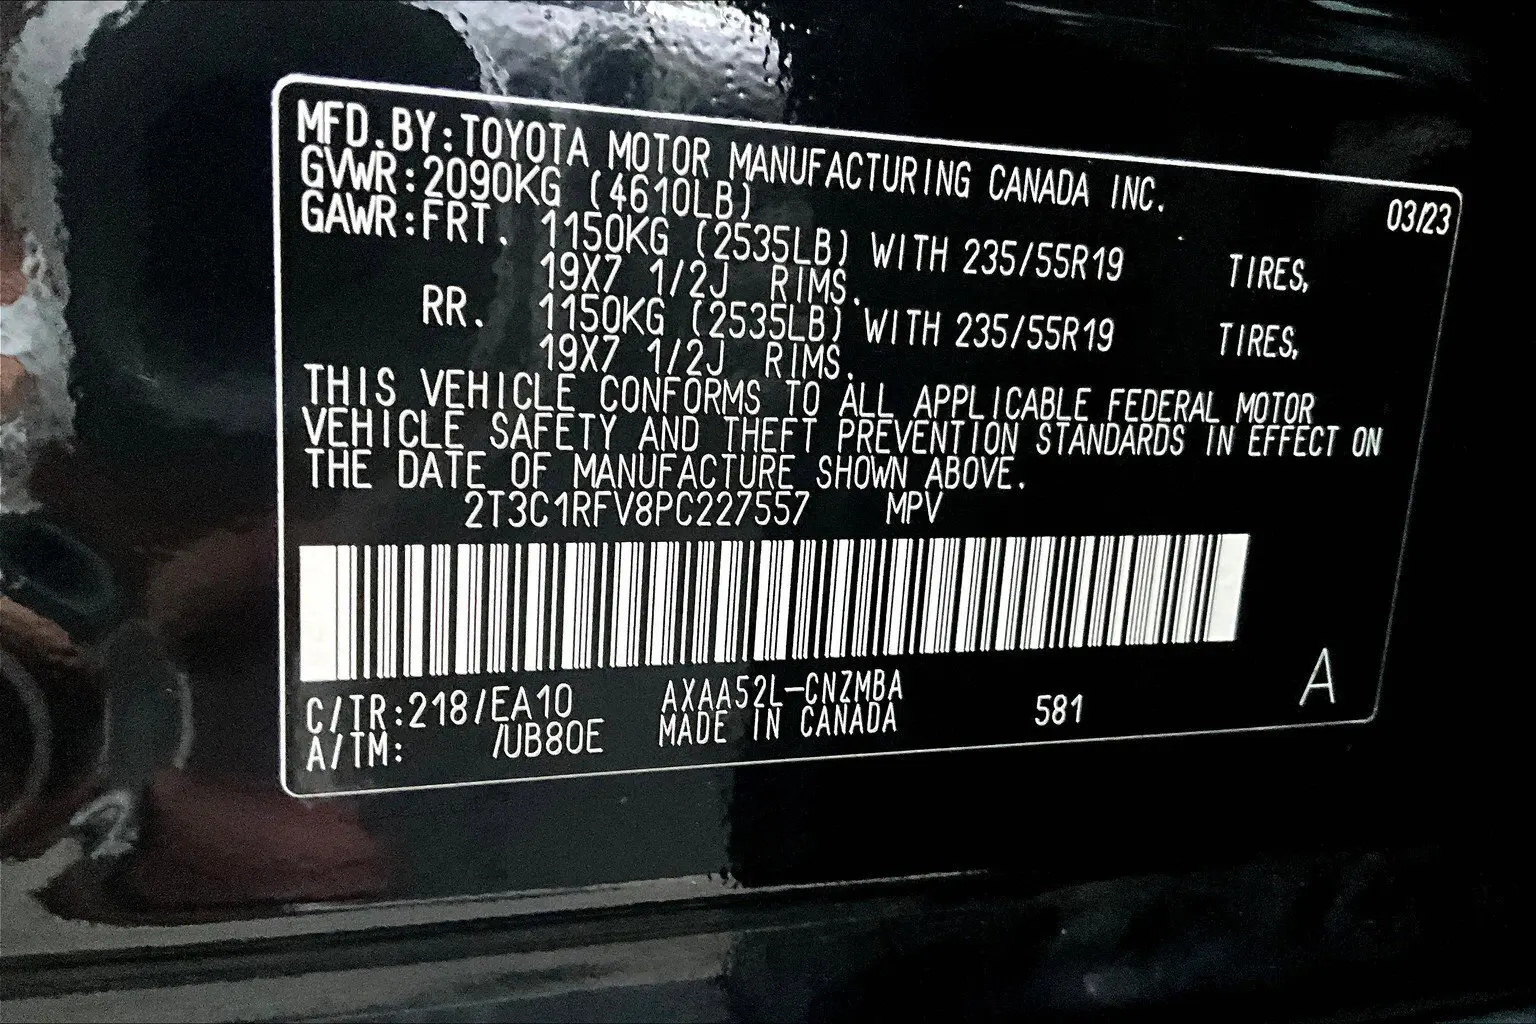 MFD.BY:TOYOTA MOTOR MANUFACTURING CANADA INC.
03/23
GVWR:2090KG (4610LB)
GAWR:FRT. 1150KG (2535LB) WITH 235/55R19 TIRES,
19X7 1/2J RIMS.
RR. 1150KG (2535LB) WITH 235/55R19 TIRES,
19X7 1/2J RIMS.
THIS VEHICLE CONFORMS TO ALL APPLICABLE FEDERAL MOTOR
VEHICLE SAFETY AND THEFT PREVENTION STANDARDS IN EFFECT ON
THE DATE OF MANUFACTURE SHOWN ABOVE.
2T3C1RFV8PC227557 MPV
C/TR:218/EA10 AXAA52L-CNZMBA
A/TM: /UB80E MADE IN CANADA 581 A